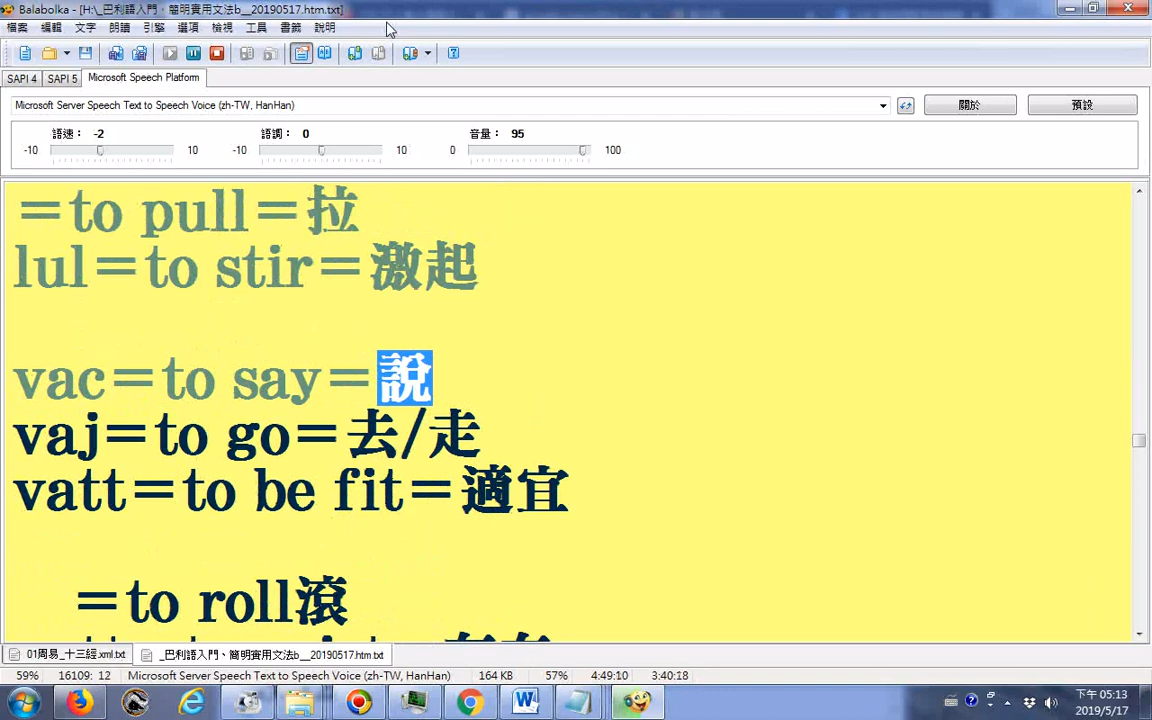 Balabolka - [H:\_巴利語入門、簡明實用文法b__20190517.htm.txt]
檔案 編輯 文字 朗讀 引擎 選項 檢視 工具 書籤 說明
SAPI 4 SAPI 5 Microsoft Speech Platform
Microsoft Server Speech Text to Speech Voice (zh-TW, HanHan) 關於 預設
語速： -2 語調： 0 音量： 95
-10 10 -10 10 0 100
＝to pull＝拉
lul＝to stir＝激起
vac＝to say＝說
vaj＝to go＝去/走
vatt＝to be fit＝適宜
＝to roll滾
01周易_十三經.xml.txt _巴利語入門、簡明實用文法b__20190517.htm.txt
59% 16109: 12 Microsoft Server Speech Text to Speech Voice (zh-TW, HanHan) 164 KB 57% 4:49:10 3:40:18
下午 05:13
2019/5/17